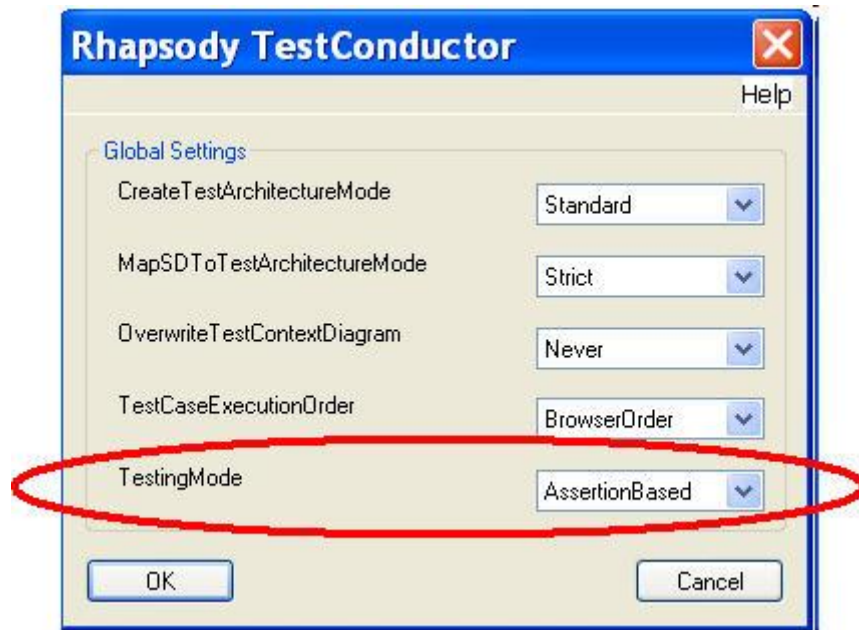 Rhapsody TestConductor
Help
Global Settings
CreateTestArchitectureMode
Standard
MapSDToTestArchitectureMode
Strict
OverwriteTestContextDiagram
Never
TestCaseExecutionOrder
BrowserOrder
TestingMode
AssertionBased
OK
Cancel